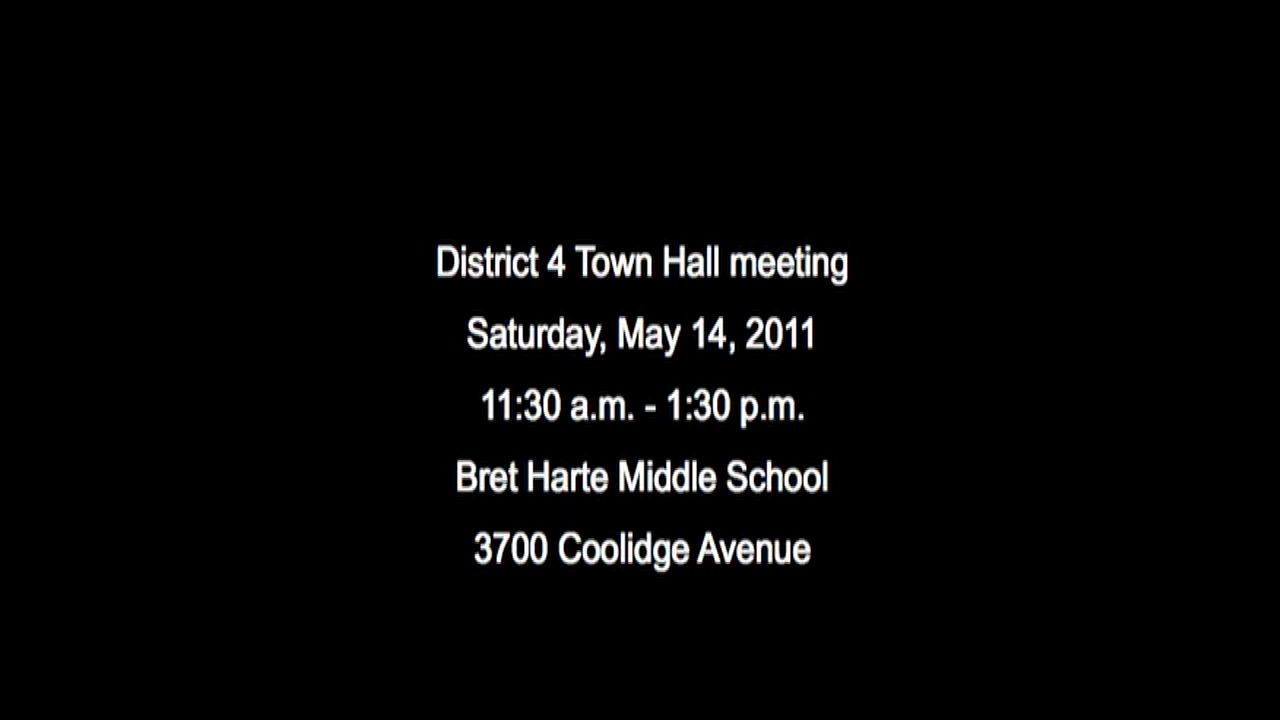 District 4 Town Hall meeting
Saturday, May 14, 2011
11:30 a.m. - 1:30 p.m.
Bret Harte Middle School
3700 Coolidge Avenue